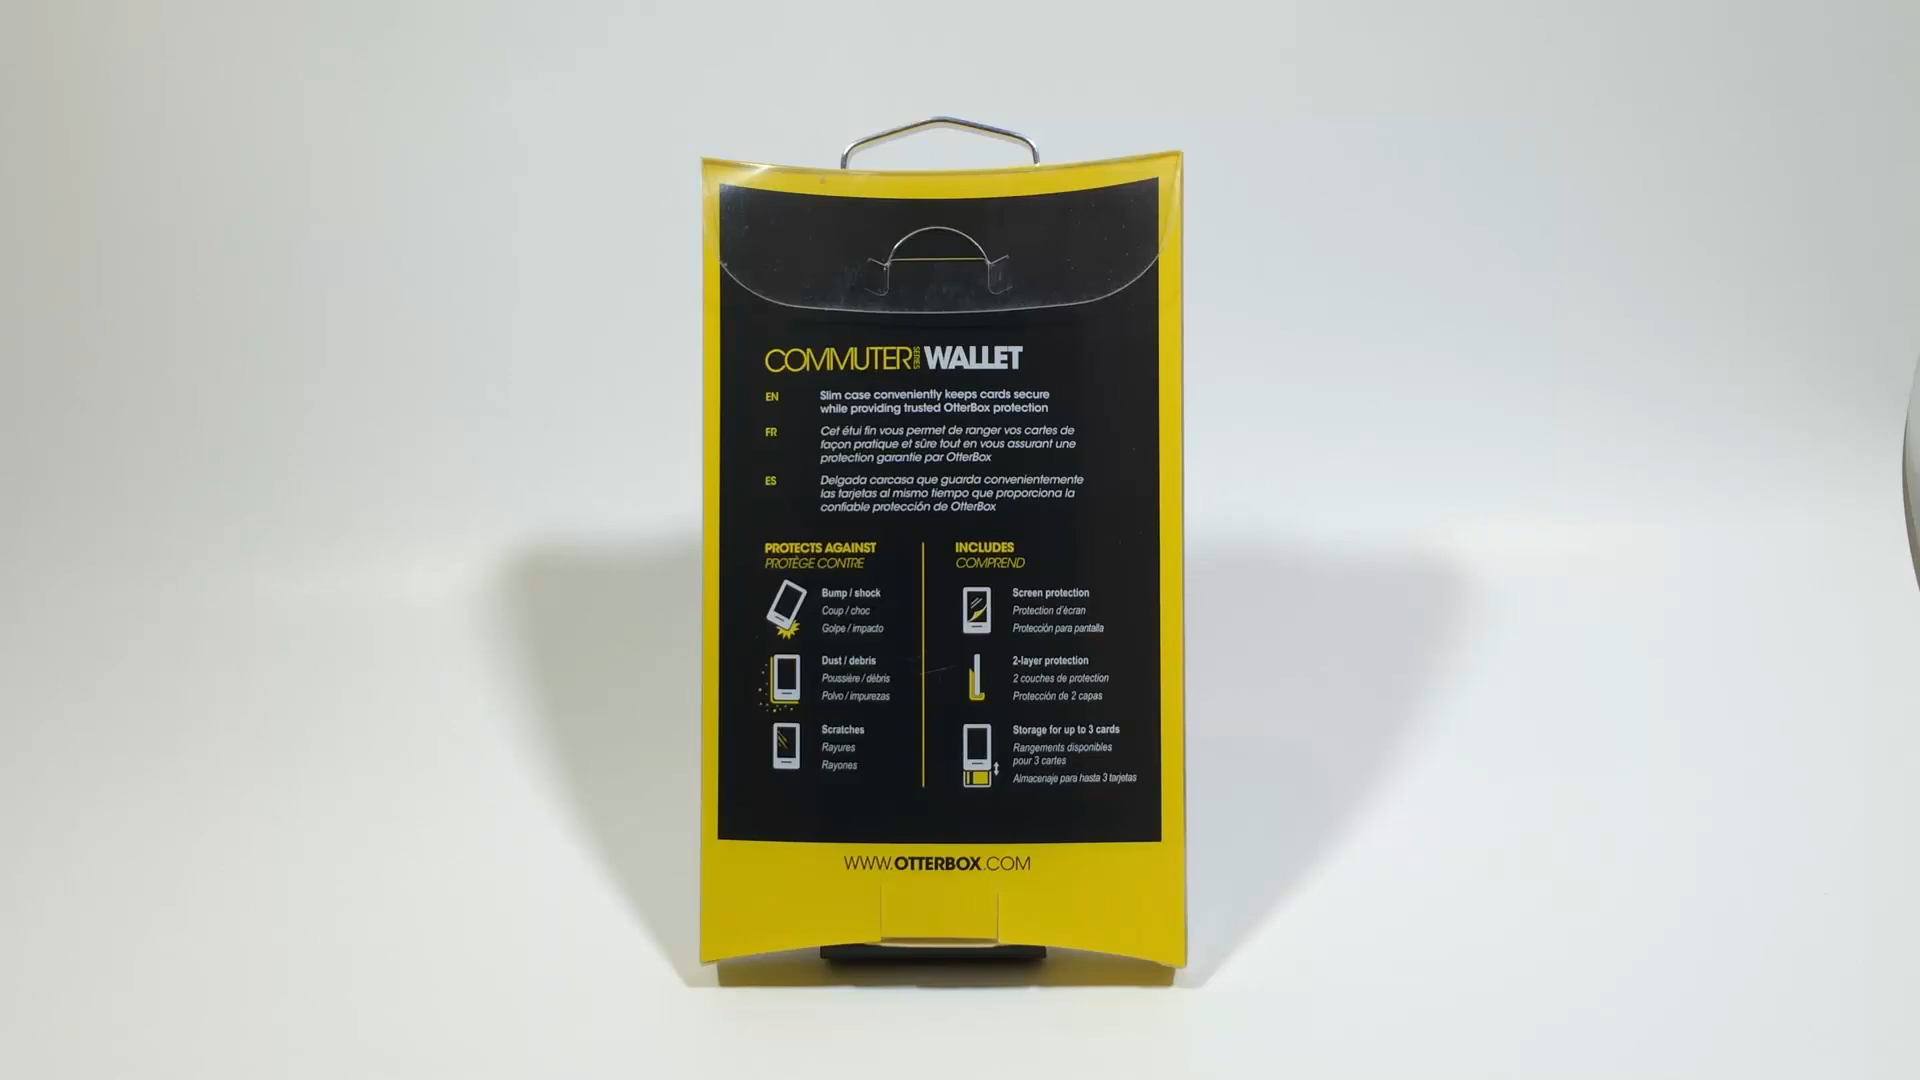 COMMUTER SERIES WALLET
EN
Slim case conveniently keeps cards secure
while providing trusted OtterBox protection
FR
Cet étui fin vous permet de ranger vos cartes de
façon pratique et sûre tout en vous assurant une
protection garantie par OtterBox
ES
Delgada carcasa que guarda convenientemente
las tarjetas al mismo tiempo que proporciona la
confiable protección de OtterBox
PROTECTS AGAINST
PROTÈGE CONTRE
Bump / shock
Coup / choc
Golpe / impacto
Dust / debris
Poussière / débris
Polvo / impurezas
Scratches
Rayures
Rayones
INCLUDES
COMPREND
Screen protection
Protection d'écran
Protección para pantalla
2-layer protection
2 couches de protection
Protección de 2 capas
Storage for up to 3 cards
Rangements disponibles
pour 3 cartes
Almacenaje para hasta 3 tarjetas
WWW.OTTERBOX.COM